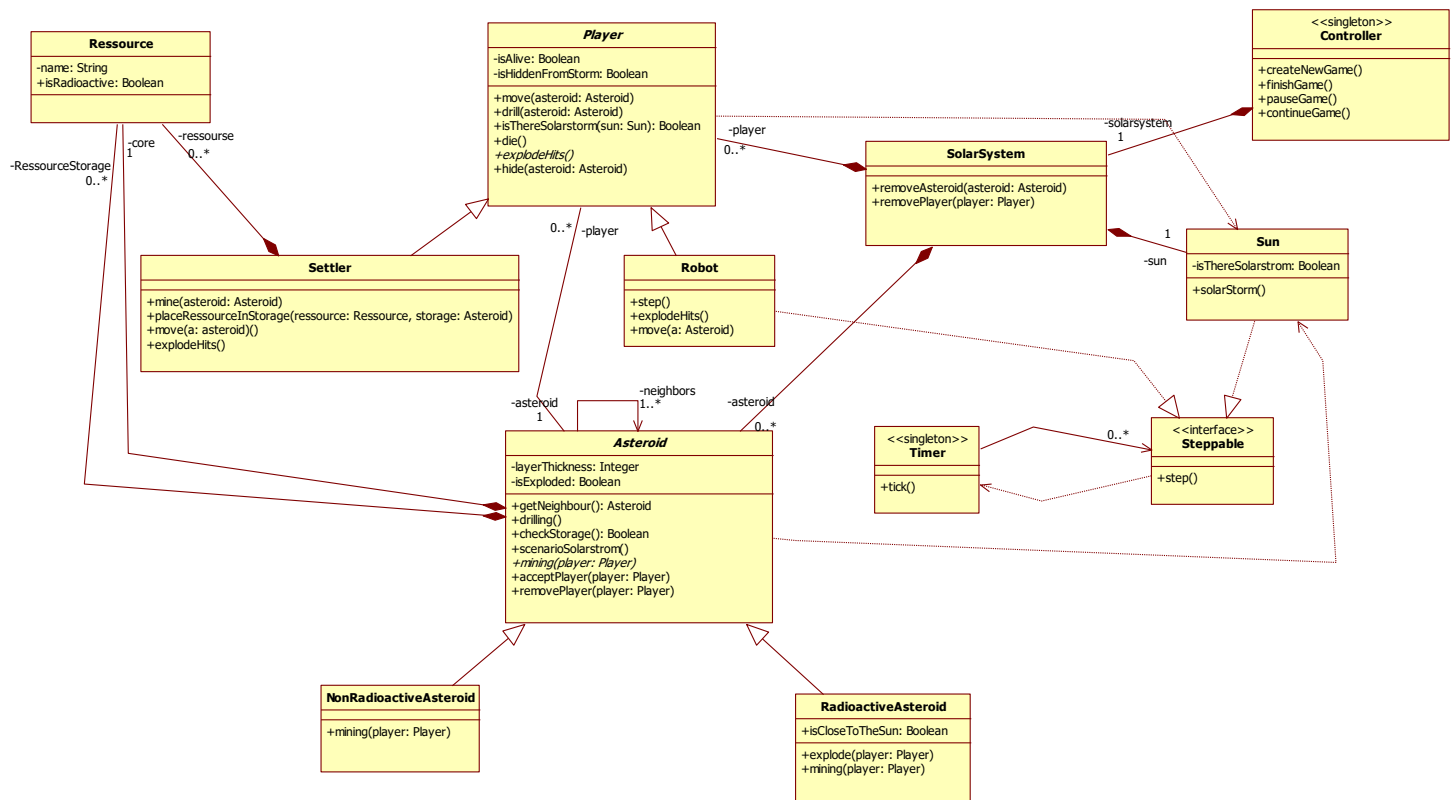 Ressource
-name: String
+isRadioactive: Boolean
Player
-isAlive: Boolean
-isHiddenFromStorm: Boolean
+move(asteroid: Asteroid)
+drill(asteroid: Asteroid)
+isThereSolarstorm(sun: Sun): Boolean
+die()
+explodeHits()
+hide(asteroid: Asteroid)
<<singleton>>
Controller
+createNewGame()
+finishGame()
+pauseGame()
+continueGame()
-RessourceStorage
0..*
-core
1
-ressourse
0..*
-player
0..*
-solarsystem
1
SolarSystem
+removeAsteroid(asteroid: Asteroid)
+removePlayer(player: Player)
0..*
-player
1
-sun
Sun
-isThereSolarstrom: Boolean
+solarStorm()
Settler
+mine(asteroid: Asteroid)
+placeRessourceInStorage(ressource: Ressource, storage: Asteroid)
+move(a: asteroid)()
+explodeHits()
Robot
+step()
+explodeHits()
+move(a: Asteroid)
-asteroid
1
-neighbors
1..*
-asteroid
0..*
<<singleton>>
Timer
+tick()
0..*
<<interface>>
Steppable
+step()
Asteroid
-layerThickness: Integer
-isExploded: Boolean
+getNeighbour(): Asteroid
+drilling()
+checkStorage(): Boolean
+scenarioSolarstrom()
+mining(player: Player)
+acceptPlayer(player: Player)
+removePlayer(player: Player)
NonRadioactiveAsteroid
+mining(player: Player)
RadioactiveAsteroid
+isCloseToTheSun: Boolean
+explode(player: Player)
+mining(player: Player)